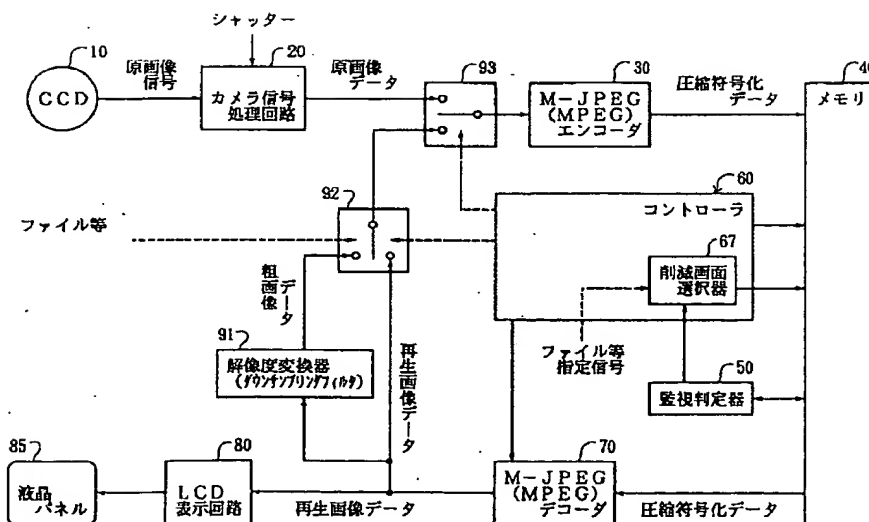 シャッター
10
CCD
原画像
信号
20
カメラ信号
処理回路
原画像
データ
93
30
M-JPEG
(MPEG)
エンコーダ
圧縮符号化
データ
40
メモリ
60
コントローラ
92
ファイル等
67
削減画面
選択器
粗画像
データ
91
解像度変換器
(ダウンサンプリングフィルタ)
再生画像データ
ファイル等
指定信号
50
監視判定器
85
液晶
パネル
80
LCD
表示回路
再生画像データ
70
M-JPEG
(MPEG)
デコーダ
圧縮符号化データ